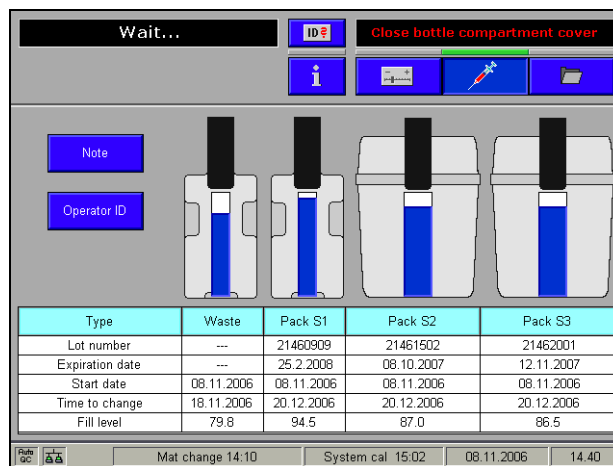 Wait...
ID?
Close bottle compartment cover
i
Note
Operator ID
Type Waste Pack S1 Pack S2 Pack S3
Lot number --- 21460909 21461502 21462001
Expiration date --- 25.2.2008 08.10.2007 12.11.2007
Start date 08.11.2006 08.11.2006 08.11.2006 08.11.2006
Time to change 18.11.2006 20.12.2006 20.12.2006 20.12.2006
Fill level 79.8 94.5 87.0 86.5
Auto
QC
Mat change 14:10 System cal 15:02 08.11.2006 14.40